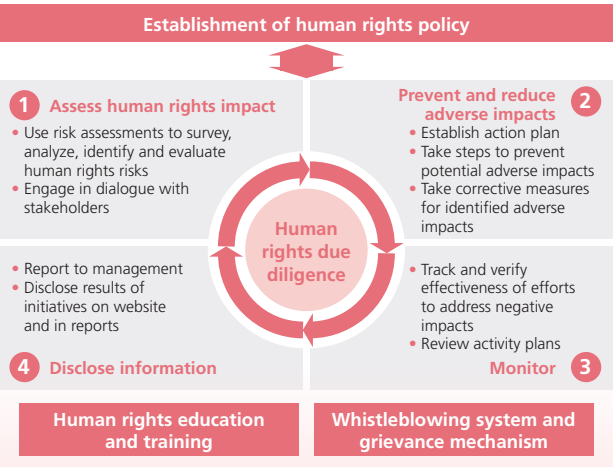 Establishment of human rights policy
1 Assess human rights impact
• Use risk assessments to survey,
analyze, identify and evaluate
human rights risks
• Engage in dialogue with
stakeholders
Prevent and reduce 2
adverse impacts
• Establish action plan
• Take steps to prevent
potential adverse impacts
• Take corrective measures
for identified adverse
impacts
Human
rights due
diligence
• Track and verify
effectiveness of efforts
to address negative
impacts
• Review activity plans
Monitor 3
• Report to management
• Disclose results of
initiatives on website
and in reports
4 Disclose information
Human rights education
and training
Whistleblowing system and
grievance mechanism